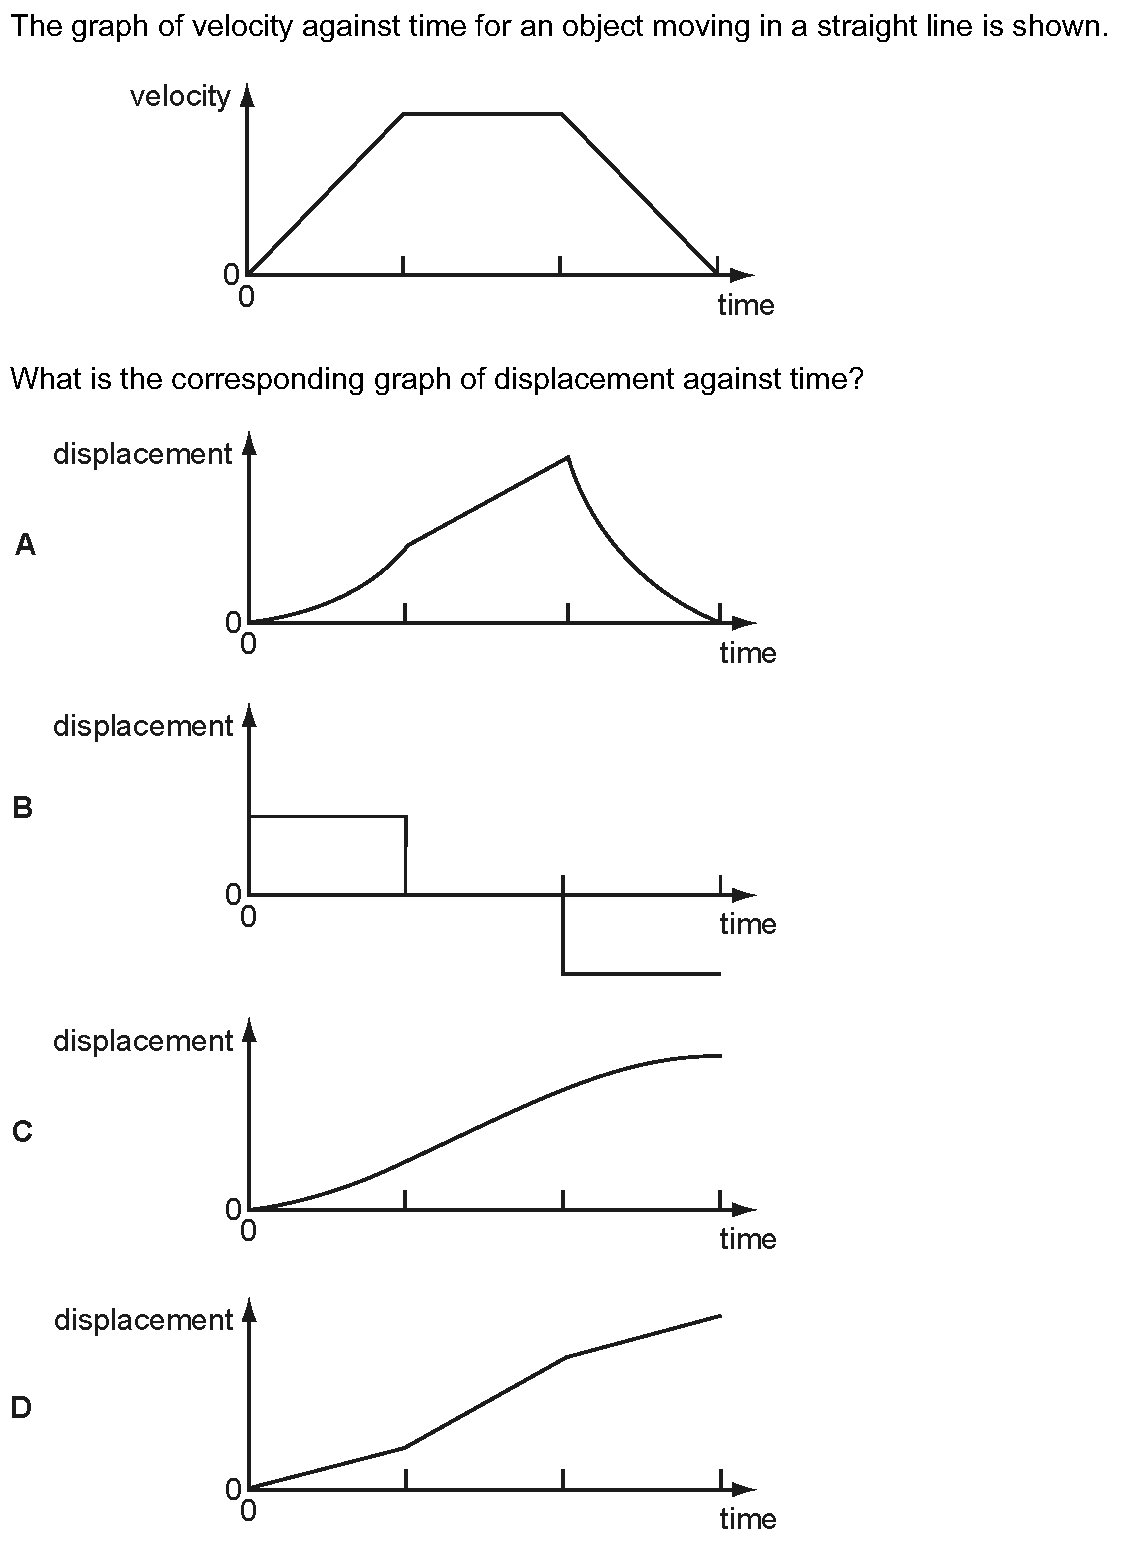 The graph of velocity against time for an object moving in a straight line is shown.
velocity
0
0
time
What is the corresponding graph of displacement against time?
displacement
A
0
0
time
displacement
B
0
0
time
displacement
C
0
0
time
displacement
D
0
0
time